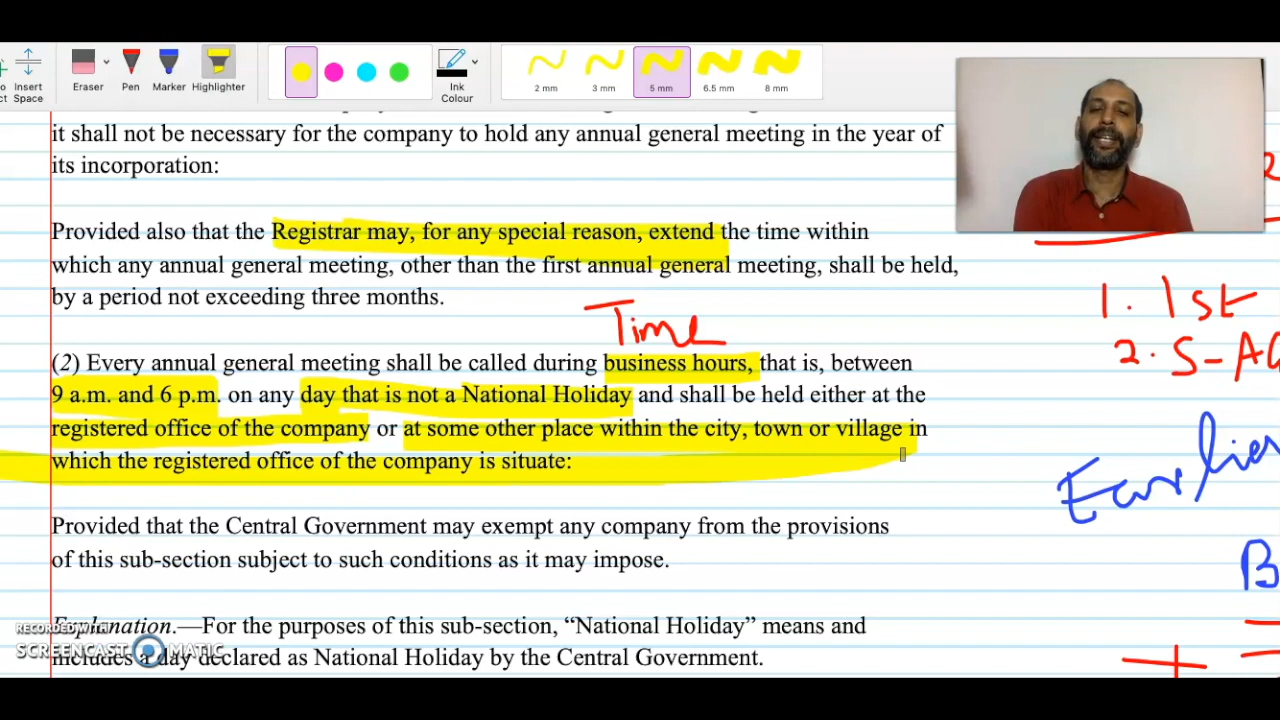 Insert
Space
Eraser
Pen
Marker
Highlighter
Ink
Colour
2 mm
3 mm
5 mm
6.5 mm
8 mm
it shall not be necessary for the company to hold any annual general meeting in the year of
its incorporation:
Provided also that the Registrar may, for any special reason, extend the time within
which any annual general meeting, other than the first annual general meeting, shall be held,
by a period not exceeding three months.
Time
1. 1st
2. S-AG
(2) Every annual general meeting shall be called during business hours, that is, between
9 a.m. and 6 p.m. on any day that is not a National Holiday and shall be held either at the
registered office of the company or at some other place within the city, town or village in
which the registered office of the company is situate:
Earlier
B
Provided that the Central Government may exempt any company from the provisions
of this sub-section subject to such conditions as it may impose.
Explanation.—For the purposes of this sub-section, “National Holiday” means and
includes a day declared as National Holiday by the Central Government.
RECORDED WITH
SCREENCAST MATIC